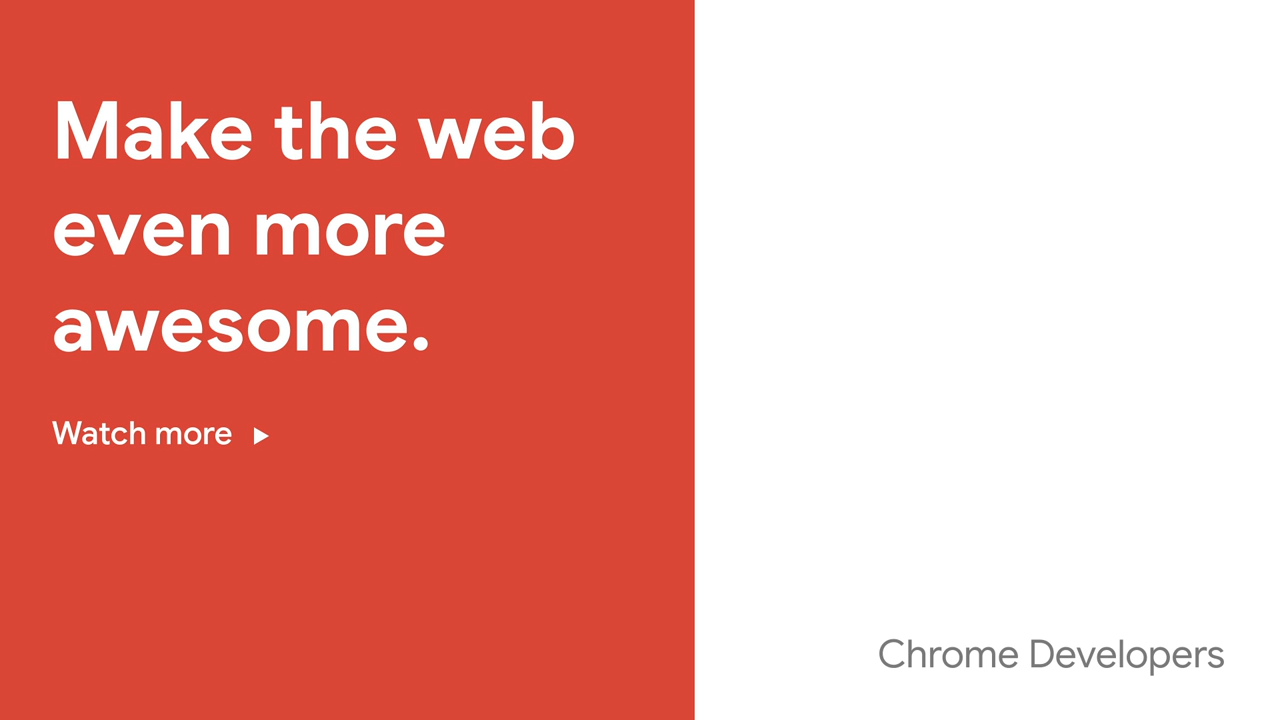 Make the web
even more
awesome.
Watch more
Chrome Developers